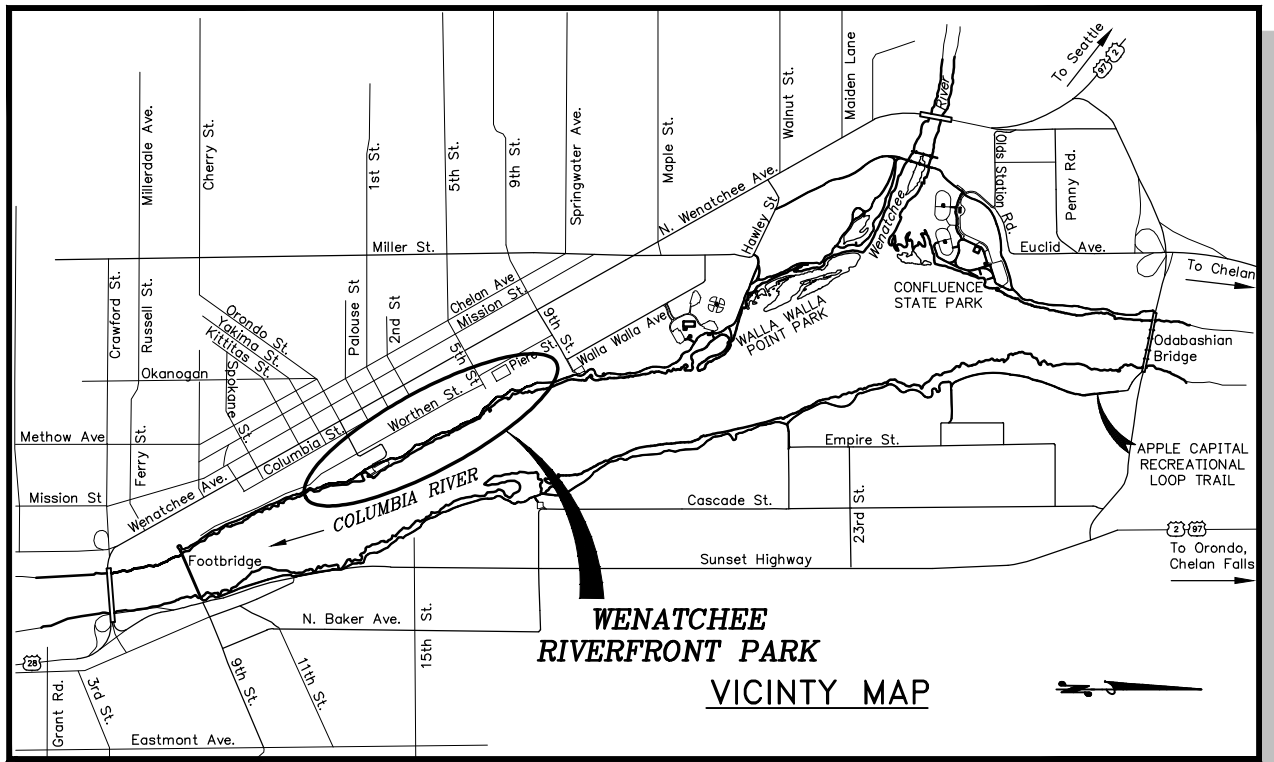 To Seattle
97 2
River
Millerdale Ave.
Cherry St.
1st St.
5th St.
9th St.
Springwater Ave.
Maple St.
Walnut St.
Maiden Lane
Olds Station Rd.
Penny Rd.
N. Wenatchee Ave.
Hawley St
Wenatchee
Miller St.
Euclid Ave.
To Chelan
Crawford St.
Russell St.
Palouse St
2nd St
Chelan Ave
Mission St.
CONFLUENCE
STATE PARK
WALLA WALLA
POINT PARK
Orondo St.
Yakima St.
Kittitas St.
Spokane St.
9th St.
Walla Walla Ave
5th St
Piere St.
Odabashian
Bridge
Okanogan
Worthen St.
Methow Ave
Ferry St.
Columbia St.
Empire St.
APPLE CAPITAL
RECREATIONAL
LOOP TRAIL
Mission St
Wenatchee Ave.
COLUMBIA RIVER
Cascade St.
23rd St.
2 97
To Orondo,
Chelan Falls
Footbridge
Sunset Highway
N. Baker Ave.
15th St.
WENATCHEE
RIVERFRONT PARK
28
Grant Rd.
3rd St.
9th St.
11th St.
VICINTY MAP
N
Eastmont Ave.